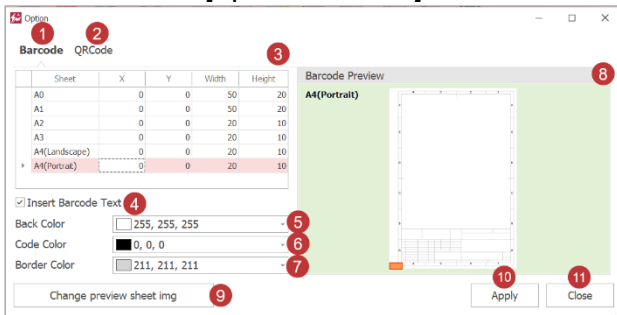 Option
1 2
Barcode QRCode
3
Sheet X Y Width Height
A0 0 0 50 20
A1 0 0 50 20
A2 0 0 20 10
A3 0 0 20 10
A4(Landscape) 0 0 20 10
A4(Portrait) 0 0 20 10
Insert Barcode Text 4
Back Color 255, 255, 255 5
Code Color 0, 0, 0 6
Border Color 211, 211, 211 7
Change preview sheet img 9
Barcode Preview 8
A4(Portrait)
10 11
Apply Close